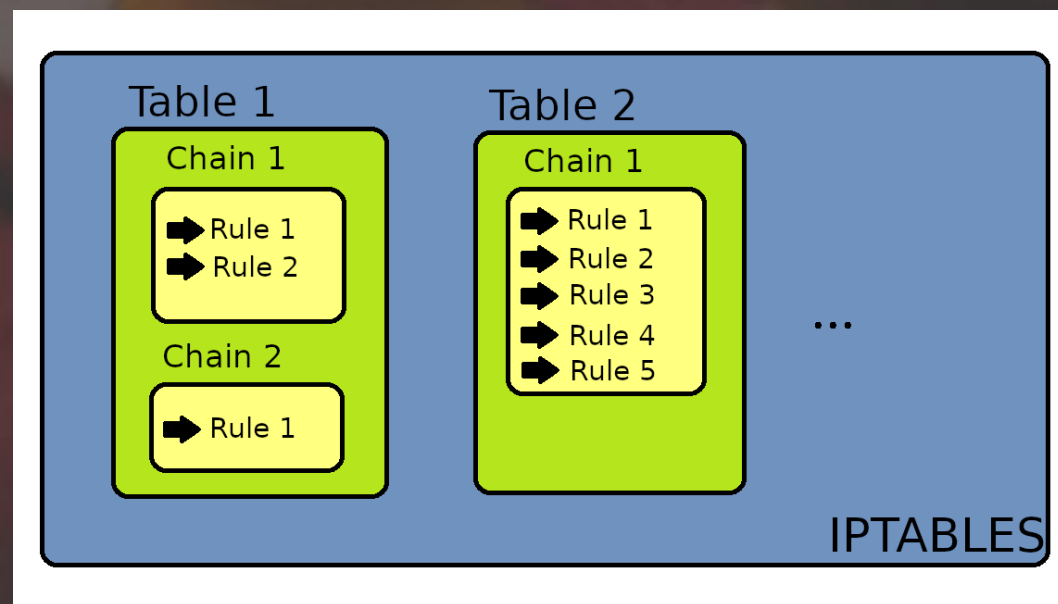 Table 1
Chain 1
Rule 1
Rule 2
Chain 2
Rule 1
Table 2
Chain 1
Rule 1
Rule 2
Rule 3
Rule 4
Rule 5
...
IPTABLES